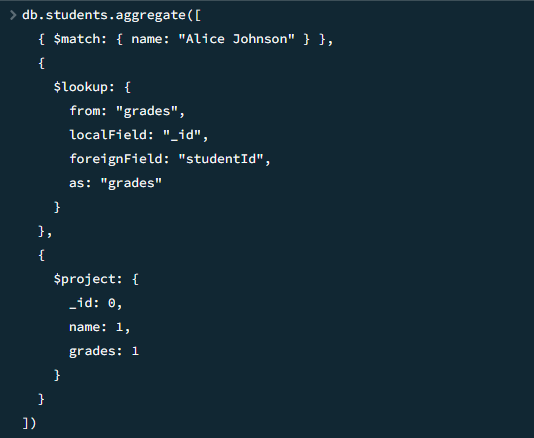 > db.students.aggregate([
{ $match: { name: "Alice Johnson" } },
{
$lookup: {
from: "grades",
localField: "_id",
foreignField: "studentId",
as: "grades"
}
},
{
$project: {
_id: 0,
name: 1,
grades: 1
}
}
])